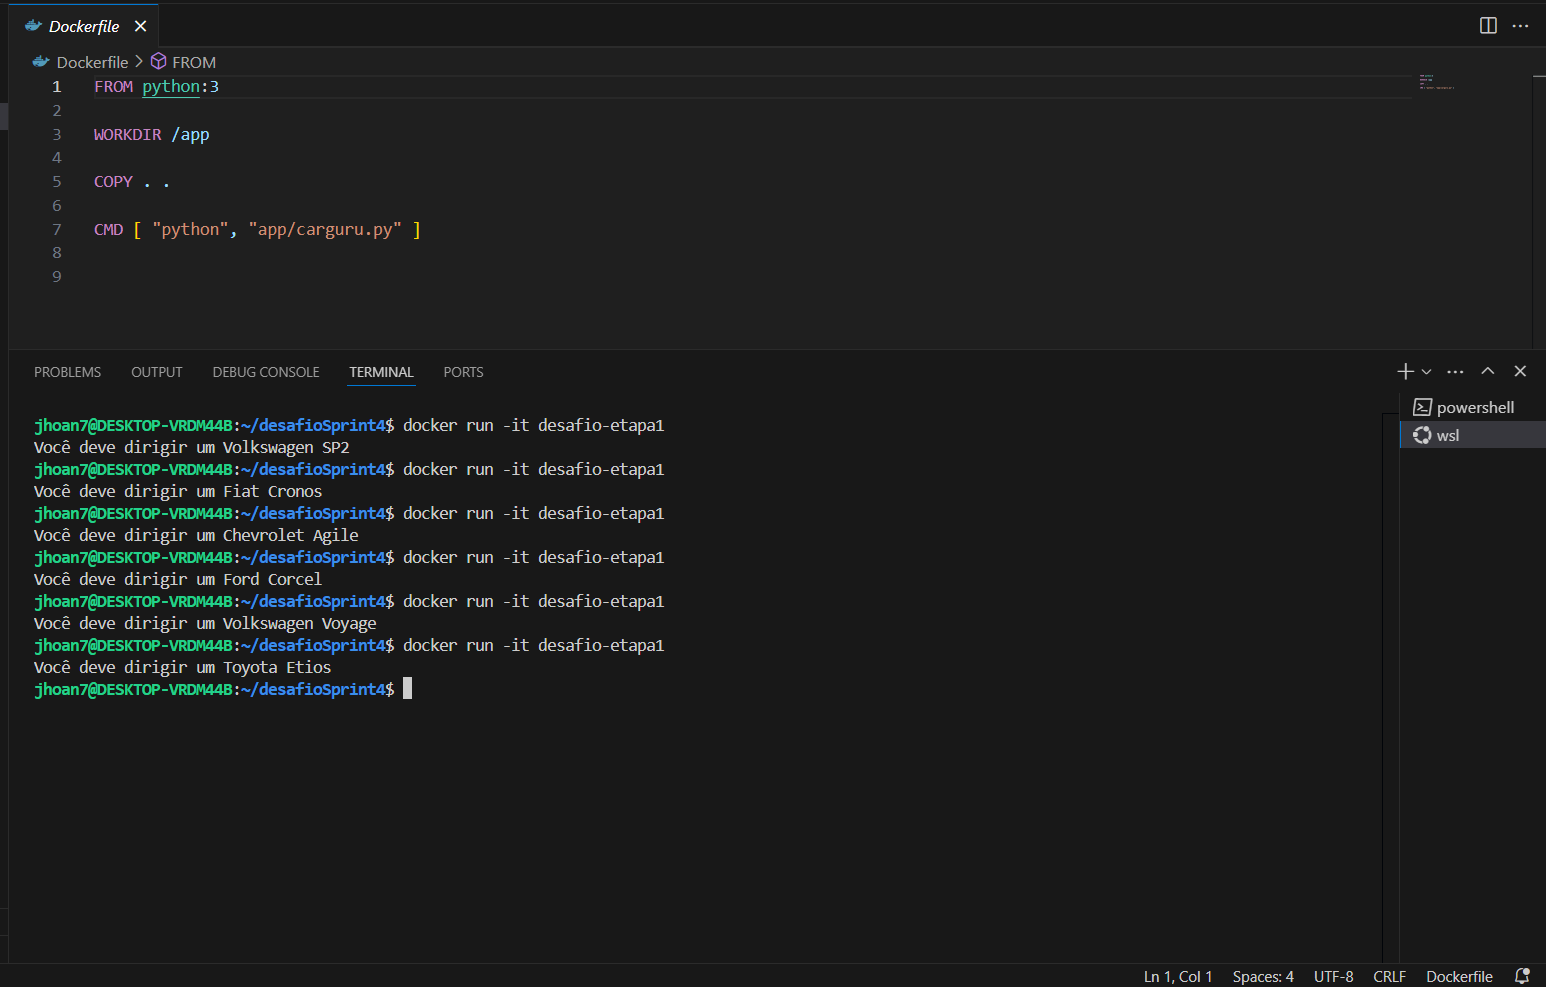 Dockerfile
Dockerfile > FROM
1 FROM python:3
2
3 WORKDIR /app
4
5 COPY . .
6
7 CMD [ "python", "app/carguru.py" ]
8
9
PROBLEMS OUTPUT DEBUG CONSOLE TERMINAL PORTS
powershell
wsl
jhoan7@DESKTOP-VRDM44B:~/desafioSprint4$ docker run -it desafio-etapa1
Você deve dirigir um Volkswagen SP2
jhoan7@DESKTOP-VRDM44B:~/desafioSprint4$ docker run -it desafio-etapa1
Você deve dirigir um Fiat Cronos
jhoan7@DESKTOP-VRDM44B:~/desafioSprint4$ docker run -it desafio-etapa1
Você deve dirigir um Chevrolet Agile
jhoan7@DESKTOP-VRDM44B:~/desafioSprint4$ docker run -it desafio-etapa1
Você deve dirigir um Ford Corcel
jhoan7@DESKTOP-VRDM44B:~/desafioSprint4$ docker run -it desafio-etapa1
Você deve dirigir um Volkswagen Voyage
jhoan7@DESKTOP-VRDM44B:~/desafioSprint4$ docker run -it desafio-etapa1
Você deve dirigir um Toyota Etios
jhoan7@DESKTOP-VRDM44B:~/desafioSprint4$
Ln 1, Col 1 Spaces: 4 UTF-8 CRLF Dockerfile